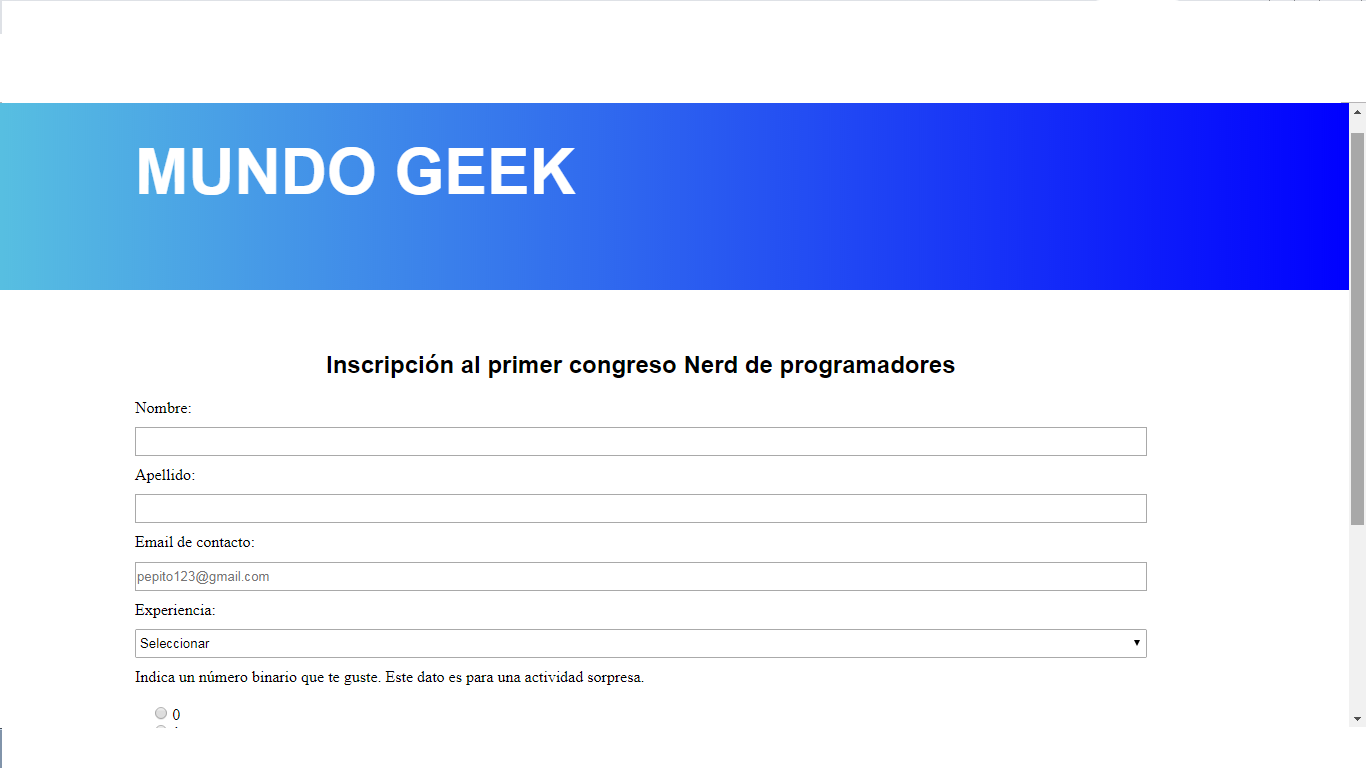 MUNDO GEEK
Inscripción al primer congreso Nerd de programadores
Nombre:
Apellido:
Email de contacto:
pepito123@gmail.com
Experiencia:
Seleccionar
Indica un número binario que te guste. Este dato es para una actividad sorpresa.
0